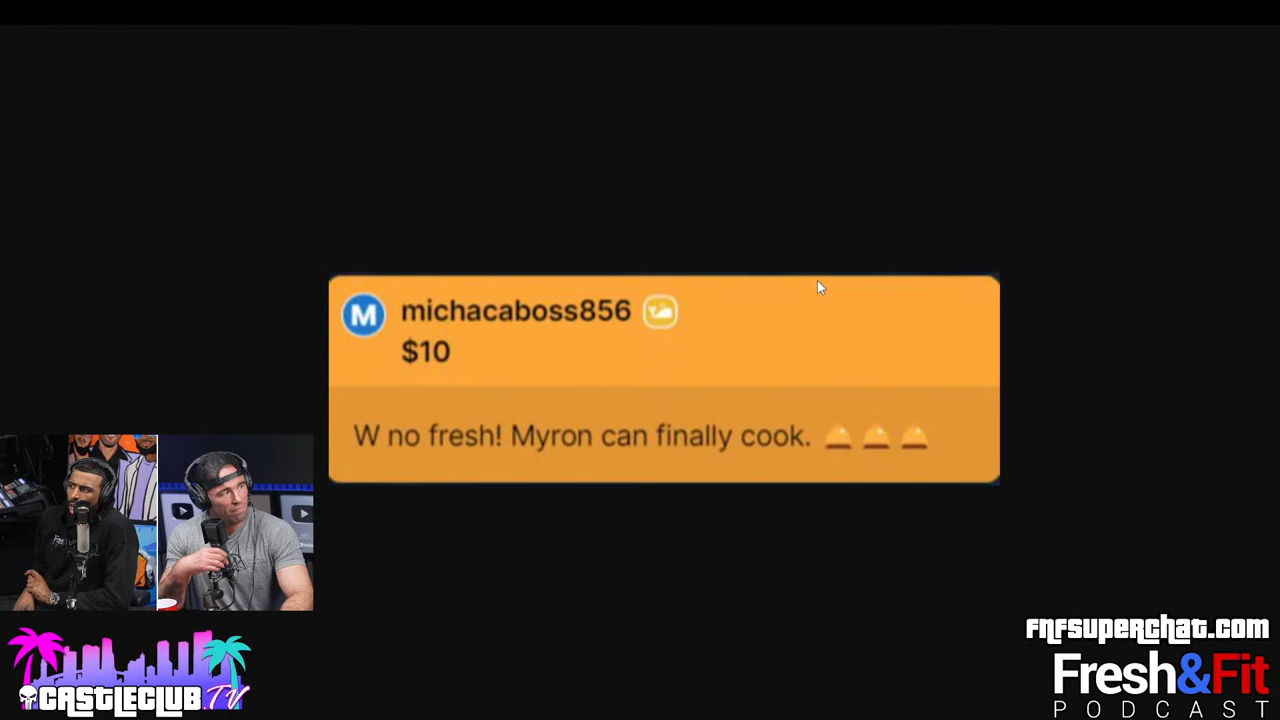 M michacaboss856
$10
W no fresh! Myron can finally cook.
CASTLECLUB.TV
fnfsuperchat.com
Fresh&Fit
PODCAST